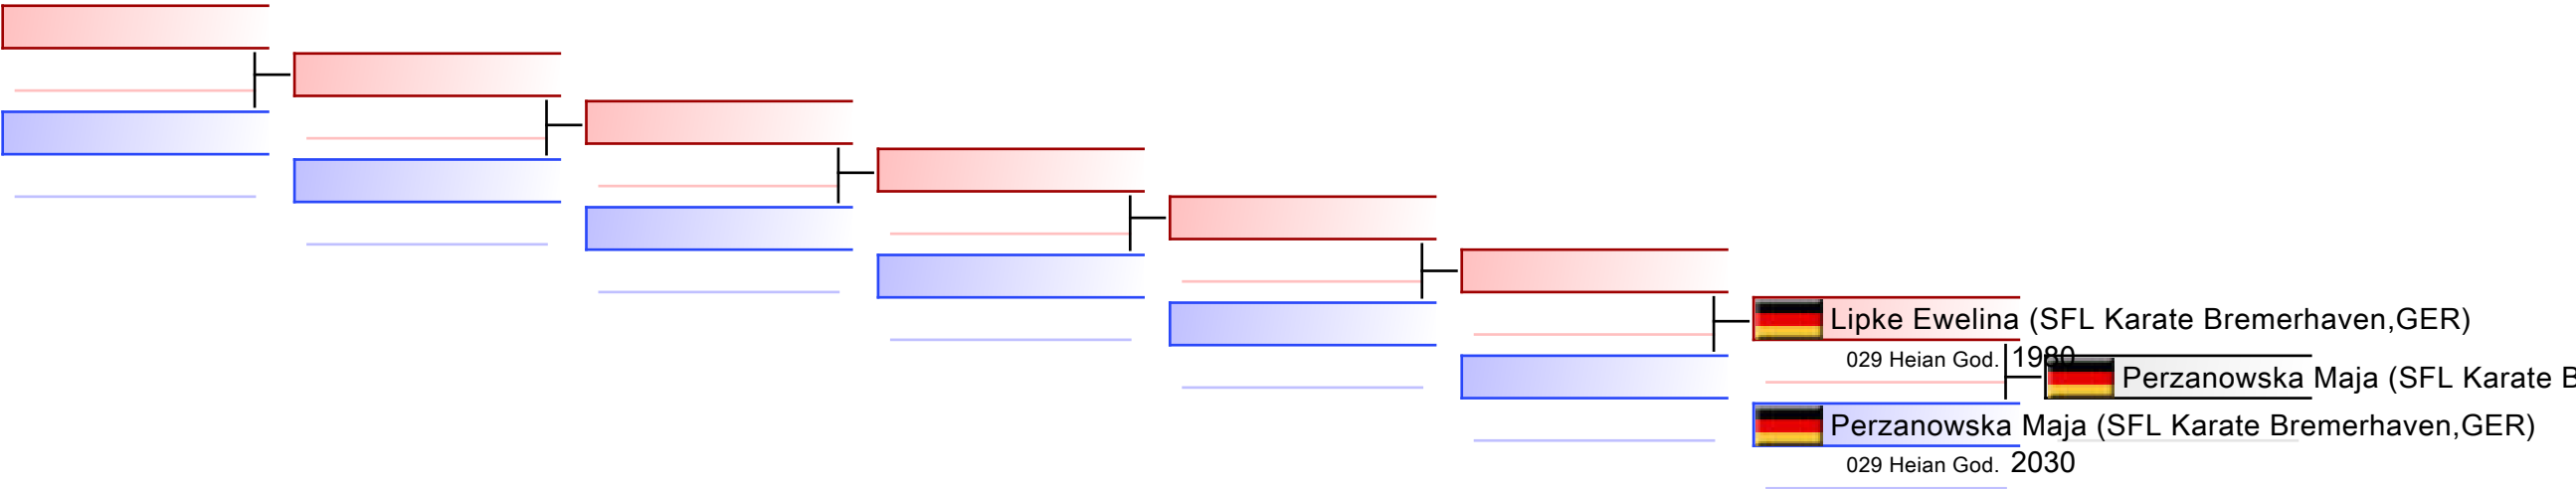 Lipke Ewelina (SFL Karate Bremerhaven,GER)
029 Heian God. 1980
Perzanowska Maja (SFL Karate B
Perzanowska Maja (SFL Karate Bremerhaven,GER)
029 Heian God. 2030